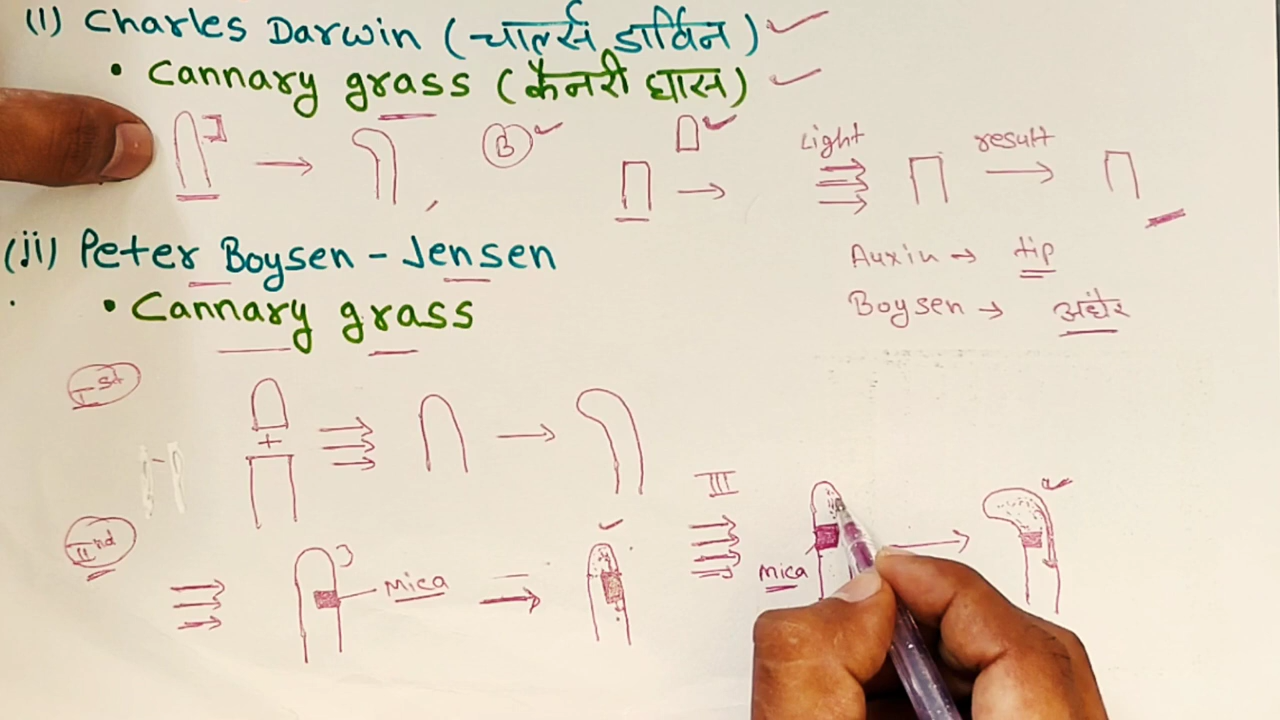 (i) Charles Darwin (चार्ल्स डार्विन)
• Cannary grass (कैनरी घास)
B
Light
result
(ii) Peter Boysen - Jensen
• Cannary grass
Auxin → tip
Boysen → अंधेरे
Ist
+
IInd
Mica
III
Mica